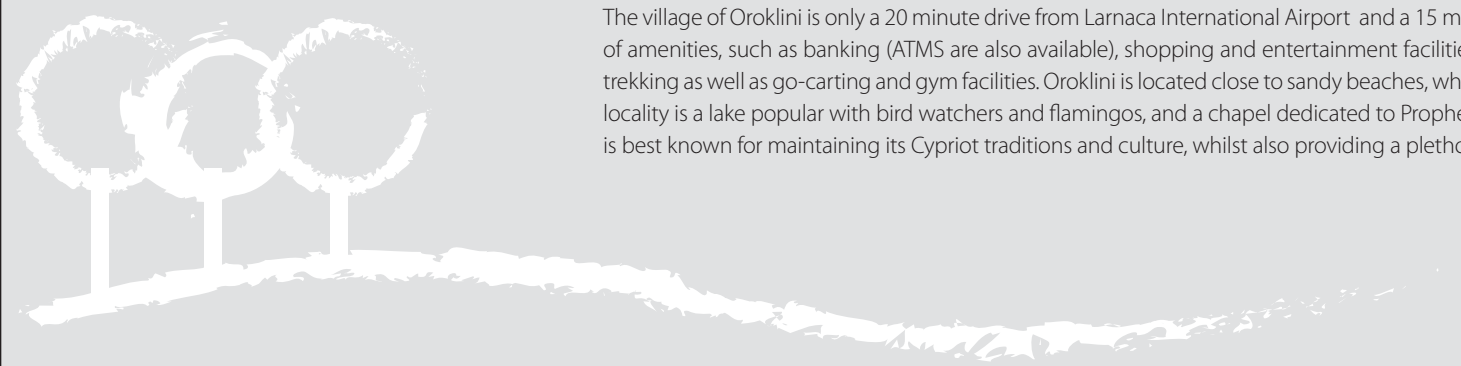 The village of Oroklini is only a 20 minute drive from Larnaca International Airport and a 15 m
of amenities, such as banking (ATMS are also available), shopping and entertainment facilitie
trekking as well as go-carting and gym facilities. Oroklini is located close to sandy beaches, wh
locality is a lake popular with bird watchers and flamingos, and a chapel dedicated to Prophe
is best known for maintaining its Cypriot traditions and culture, whilst also providing a pletho